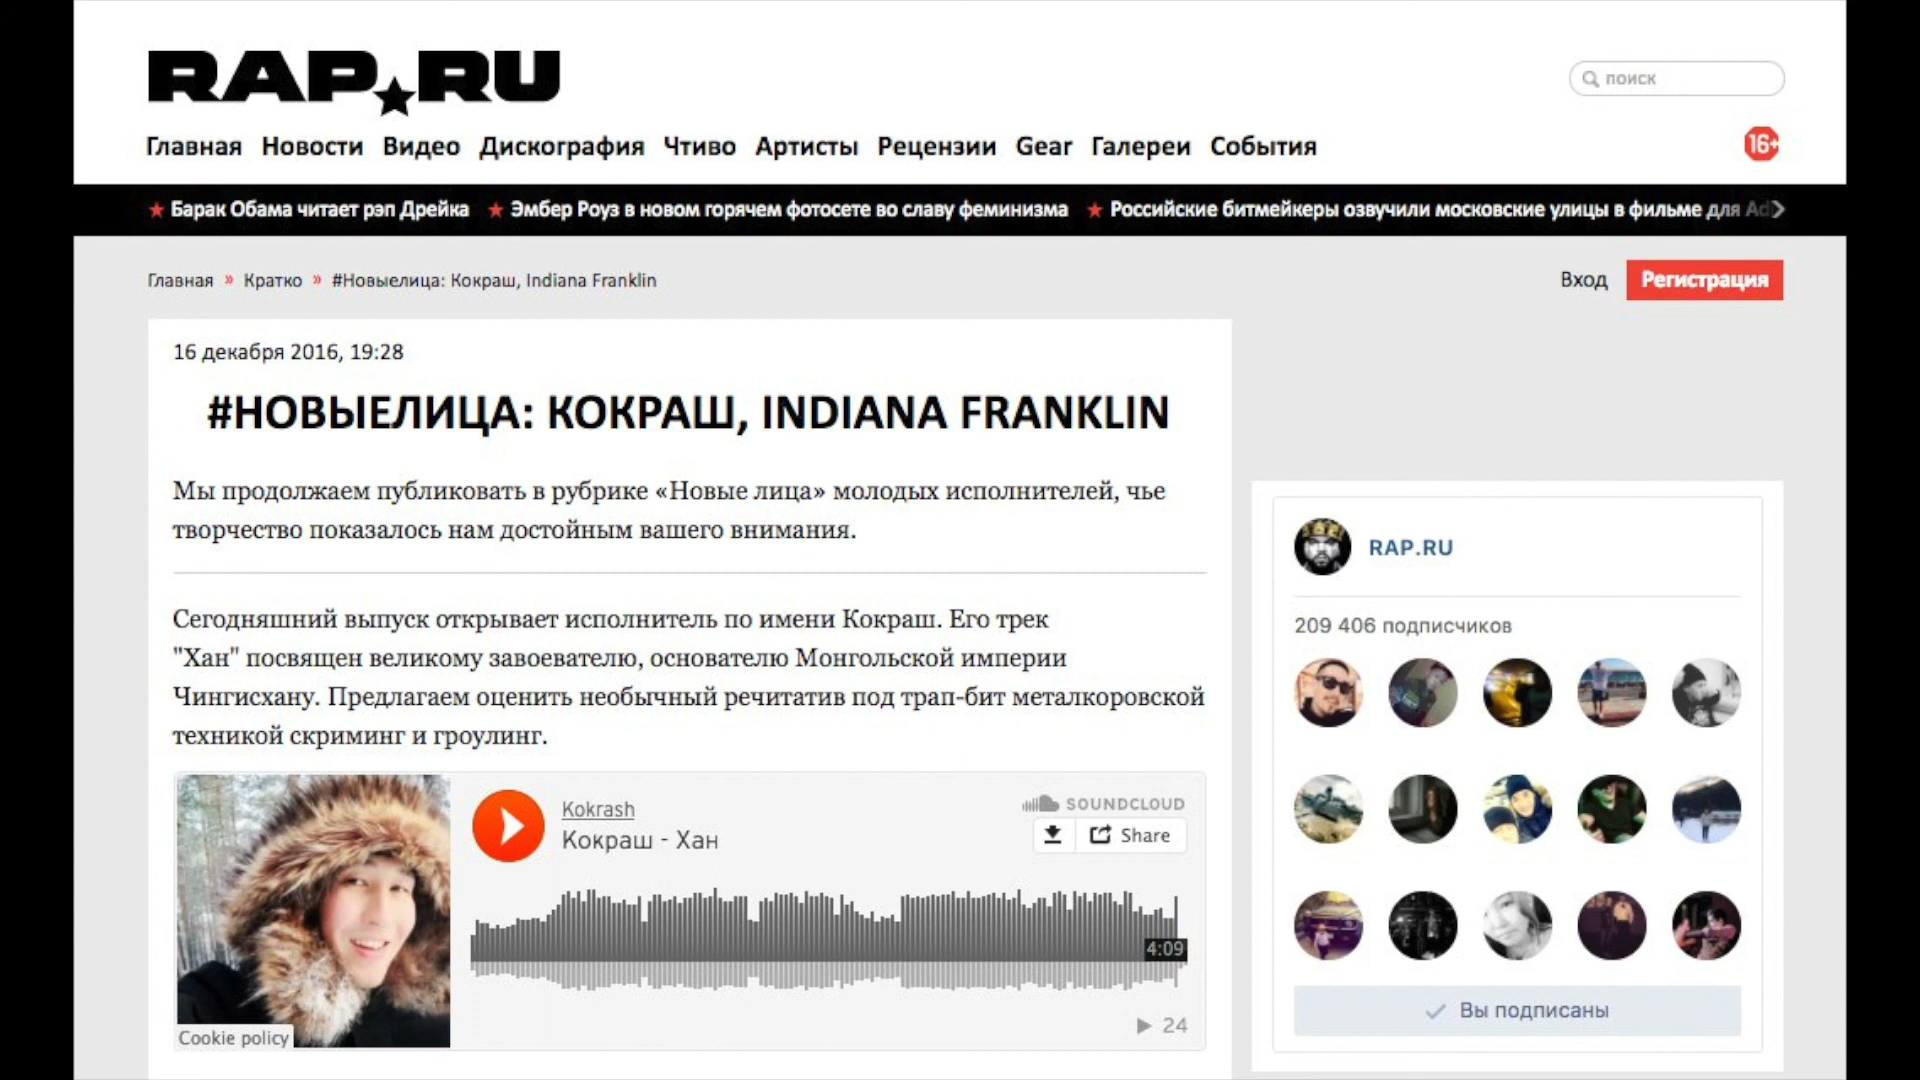 RAP★RU
поиск
Главная Новости Видео Дискография Чтиво Артисты Рецензии Gear Галереи События
16+
★ Барак Обама читает рэп Дрейка ★ Эмбер Роуз в новом горячем фотосете во славу феминизма ★ Российские битмейкеры озвучили московские улицы в фильме для Ad
Главная » Кратко » #Новыелица: Кокраш, Indiana Franklin
Вход Регистрация
16 декабря 2016, 19:28
#НОВЫЕЛИЦА: КОКРАШ, INDIANA FRANKLIN
Мы продолжаем публиковать в рубрике «Новые лица» молодых исполнителей, чье
творчество показалось нам достойным вашего внимания.
Сегодняшний выпуск открывает исполнитель по имени Кокраш. Его трек
"Хан" посвящен великому завоевателю, основателю Монгольской империи
Чингисхану. Предлагаем оценить необычный речитатив под трап-бит металкоровской
техникой скриминг и гроулинг.
Kokrash
Кокраш - Хан
SOUNDCLOUD
Share
4:09
24
Cookie policy
RAP.RU
209 406 подписчиков
Вы подписаны